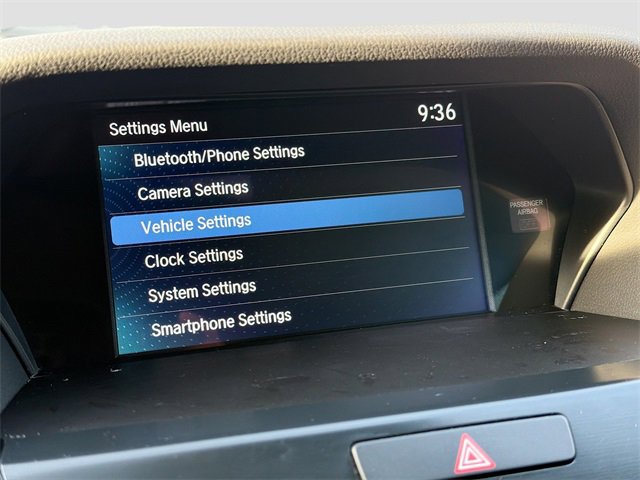 Settings Menu
9:36
Bluetooth/Phone Settings
Camera Settings
Vehicle Settings
Clock Settings
System Settings
Smartphone Settings
PASSENGER
AIRBAG